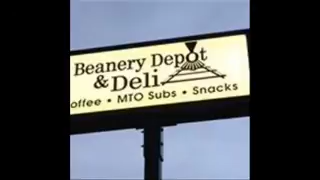 Beanery Depot
& Deli
offee • MTO Subs • Snacks